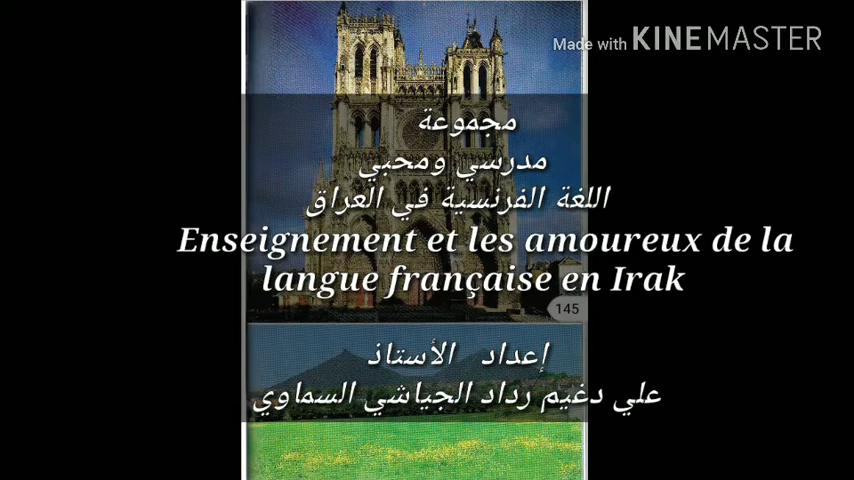 Made with KINEMASTER
مجموعة
مدرسي ومحبي
اللغة الفرنسية في العراق
Enseignement et les amoureux de la
langue française en Irak
145
إعداد الأستاذ
علي دغيم رداد الجياشي السماوي